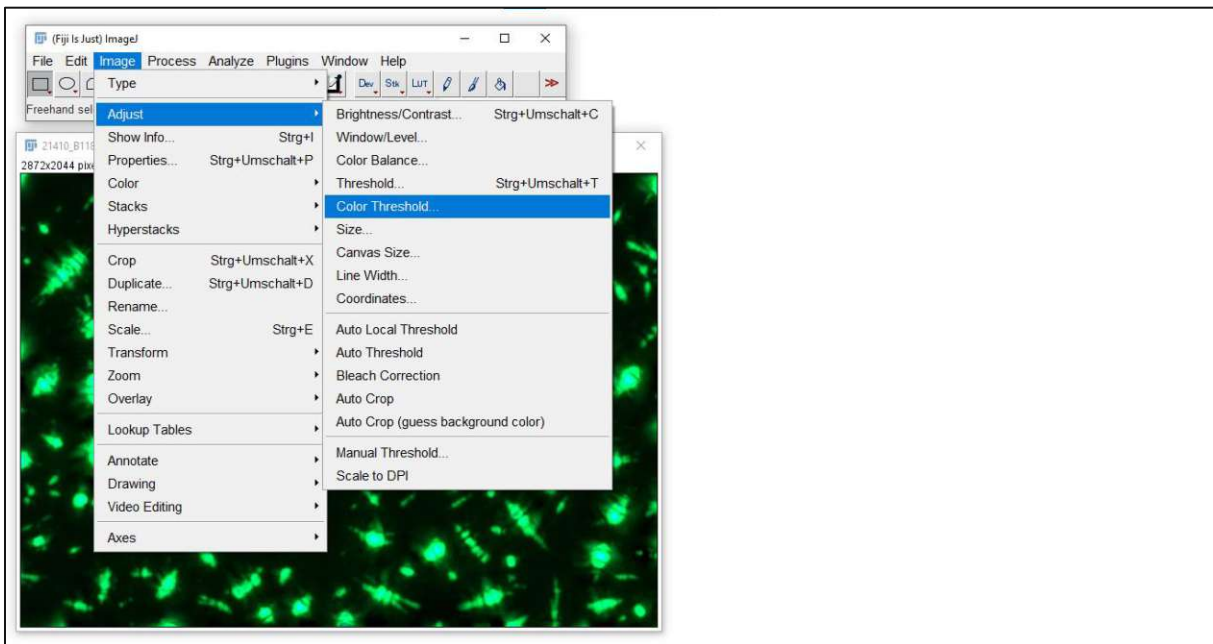 (Fiji Is Just) ImageJ
File Edit Image Process Analyze Plugins Window Help
Dev Stk LUT
Freehand sel
21410_B118
2872x2044 pixe
Type
Adjust
Show Info... Strg+I
Properties... Strg+Umschalt+P
Color
Stacks
Hyperstacks
Crop Strg+Umschalt+X
Duplicate... Strg+Umschalt+D
Rename...
Scale... Strg+E
Transform
Zoom
Overlay
Lookup Tables
Annotate
Drawing
Video Editing
Axes
Brightness/Contrast... Strg+Umschalt+C
Window/Level...
Color Balance...
Threshold... Strg+Umschalt+T
Color Threshold...
Size...
Canvas Size...
Line Width...
Coordinates...
Auto Local Threshold
Auto Threshold
Bleach Correction
Auto Crop
Auto Crop (guess background color)
Manual Threshold...
Scale to DPI